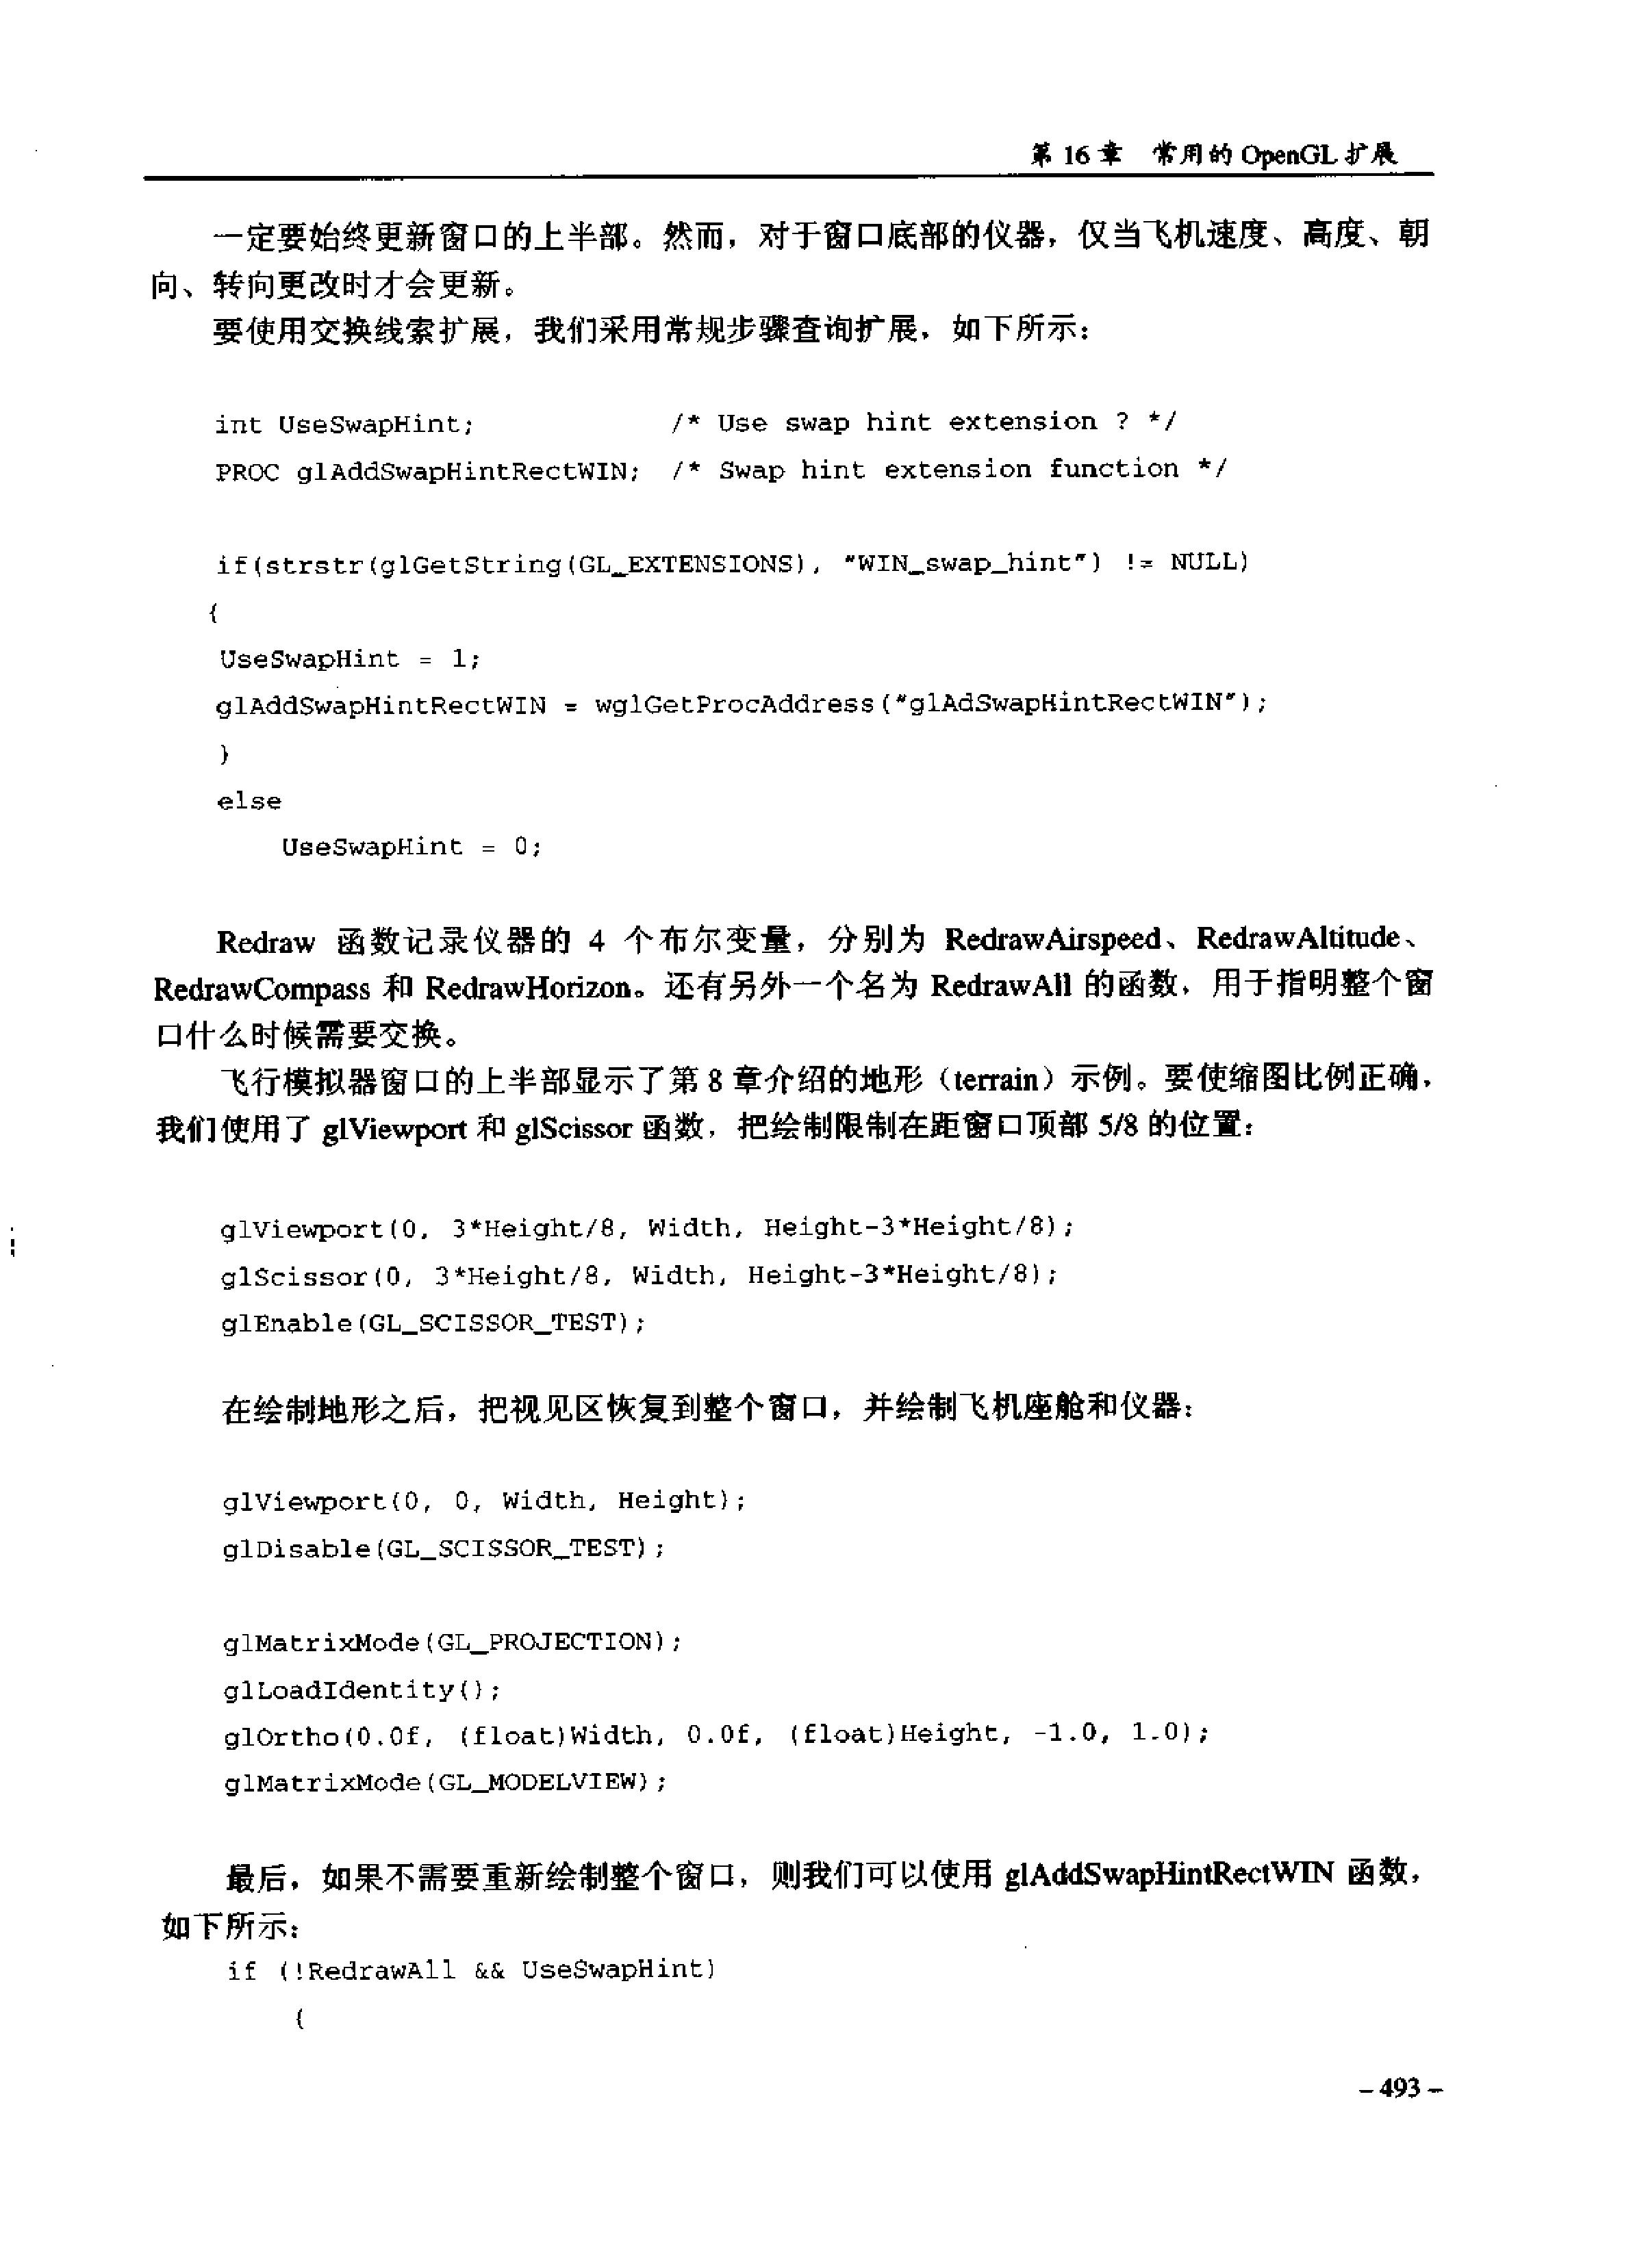 第 16 章 常用的 OpenGL 扩展
一定要始终更新窗口的上半部。然而，对于窗口底部的仪器，仅当飞机速度、高度、朝
向、转向更改时才会更新。
要使用交换线索扩展，我们采用常规步骤查询扩展，如下所示：
int UseSwapHint; /* Use swap hint extension ? */
PROC glAddSwapHintRectWIN; /* Swap hint extension function */
if(strstr(glGetString(GL_EXTENSIONS), "WIN_swap_hint") != NULL)
{
UseSwapHint = 1;
glAddSwapHintRectWIN = wglGetProcAddress("glAdSwapHintRectWIN");
}
else
UseSwapHint = 0;
Redraw 函数记录仪器的 4 个布尔变量，分别为 RedrawAirspeed、RedrawAltitude、
RedrawCompass 和 RedrawHorizon。还有另外一个名为 RedrawAll 的函数，用于指明整个窗
口什么时候需要交换。
飞行模拟器窗口的上半部显示了第 8 章介绍的地形（terrain）示例。要使缩图比例正确，
我们使用了 glViewport 和 glScissor 函数，把绘制限制在距窗口顶部 5/8 的位置：
glViewport(0, 3*Height/8, Width, Height-3*Height/8);
glScissor(0, 3*Height/8, Width, Height-3*Height/8);
glEnable(GL_SCISSOR_TEST);
在绘制地形之后，把视见区恢复到整个窗口，并绘制飞机座舱和仪器：
glViewport(0, 0, Width, Height);
glDisable(GL_SCISSOR_TEST);
glMatrixMode(GL_PROJECTION);
glLoadIdentity();
glOrtho(0.0f, (float)Width, 0.0f, (float)Height, -1.0, 1.0);
glMatrixMode(GL_MODELVIEW);
最后，如果不需要重新绘制整个窗口，则我们可以使用 glAddSwapHintRectWIN 函数，
如下所示：
if (!RedrawAll && UseSwapHint)
{
– 493 –